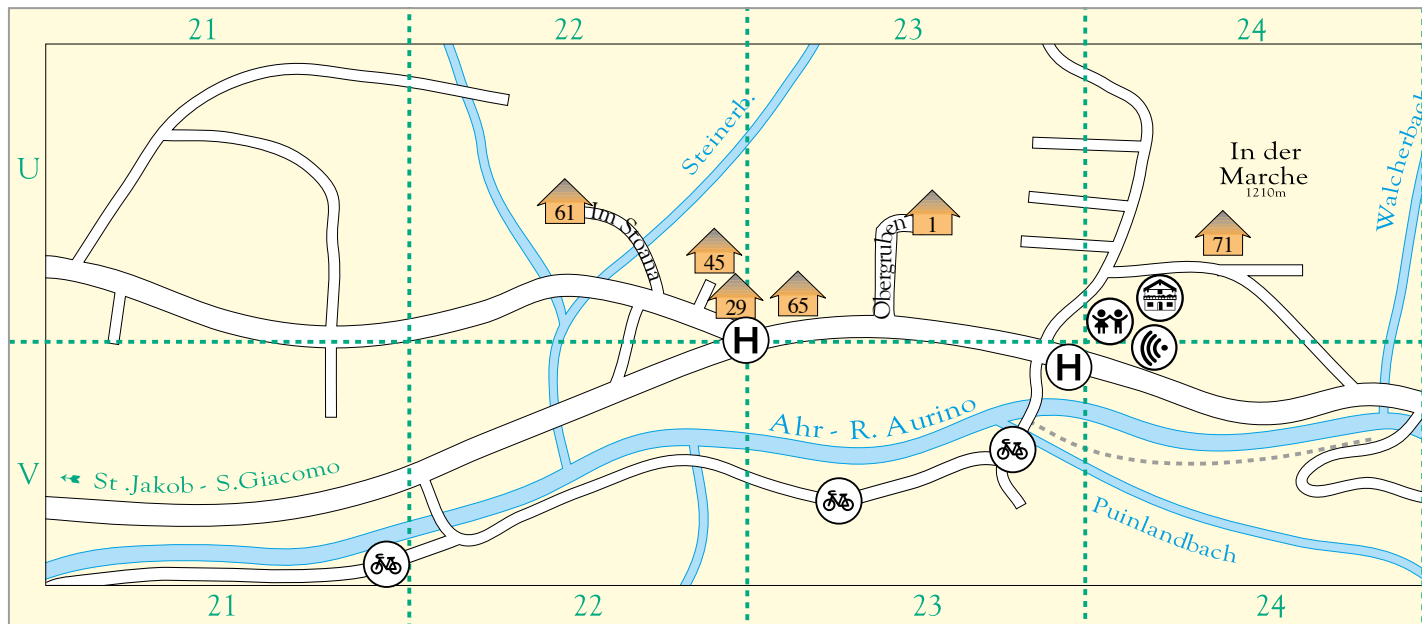 21
22
23
24
U
Steinerb.
Walcherbach
In der
Marche
1210m
61
Im Stoana
1
Obergruben
45
71
29
65
H
H
Ahr - R. Aurino
V
St.Jakob - S.Giacomo
Puinlandbach
21
22
23
24